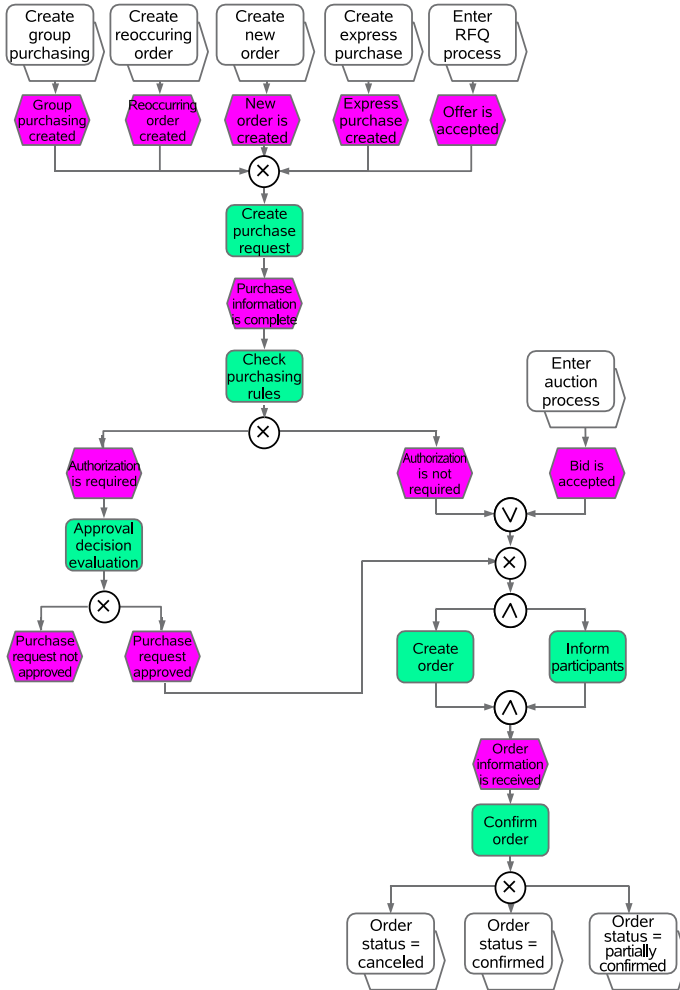 Create
group
purchasing
Create
reoccuring
order
Create
new
order
Create
express
purchase
Enter
RFQ
process
Group
purchasing
created
Reoccurring
order
created
New
order is
created
Express
purchase
created
Offer is
accepted
Create
purchase
request
Purchase
information
is complete
Check
purchasing
rules
Enter
auction
process
Authorization
is required
Authorization
is not
required
Bid is
accepted
Approval
decision
evaluation
Purchase
request not
approved
Purchase
request
approved
Create
order
Inform
participants
Order
information
is received
Confirm
order
Order
status =
canceled
Order
status =
confirmed
Order
status =
partially
confirmed